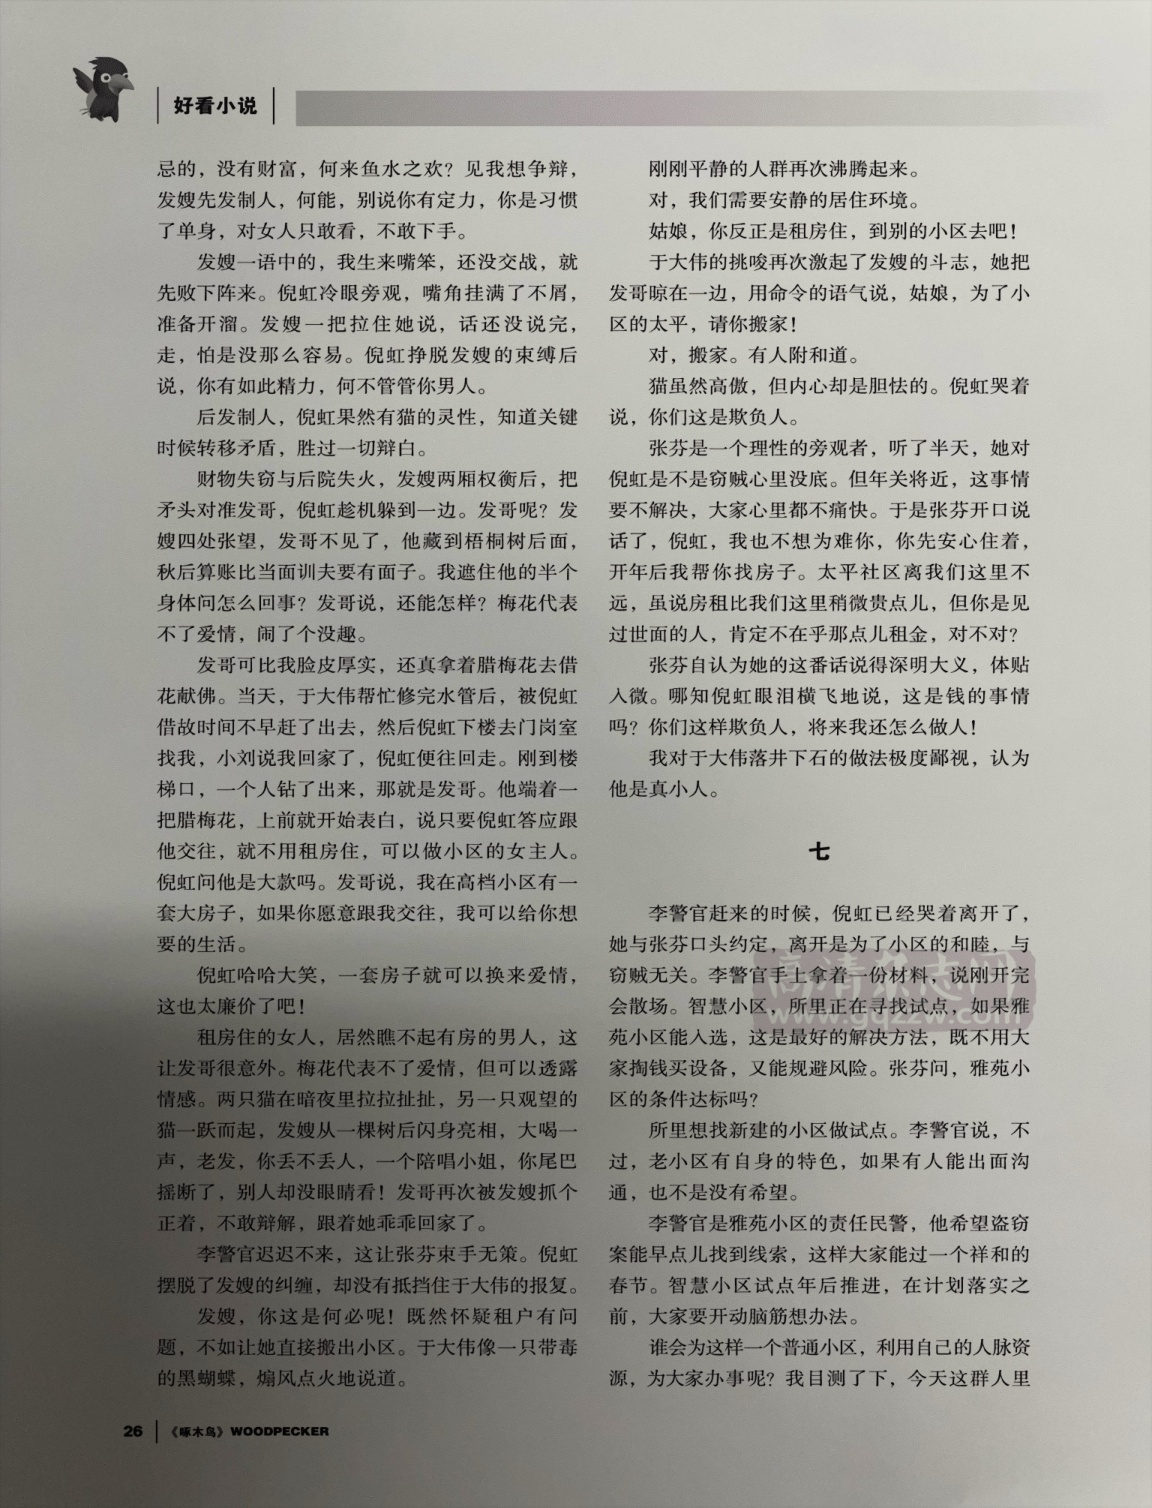 好看小说
忌的，没有财富，何来鱼水之欢？见我想争辩，
发嫂先发制人，何能，别说你有定力，你是习惯
了单身，对女人只敢看，不敢下手。
发嫂一语中的，我生来嘴笨，还没交战，就
先败下阵来。倪虹冷眼旁观，嘴角挂满了不屑，
准备开溜。发嫂一把拉住她说，话还没说完，
走，怕是没那么容易。倪虹挣脱发嫂的束缚后
说，你有如此精力，何不管管你男人。
后发制人，倪虹果然有猫的灵性，知道关键
时候转移矛盾，胜过一切辩白。
财物失窃与后院失火，发嫂两厢权衡后，把
矛头对准发哥，倪虹趁机躲到一边。发哥呢？发
嫂四处张望，发哥不见了，他藏到梧桐树后面，
秋后算账比当面训夫要有面子。我遮住他的半个
身体问怎么回事？发哥说，还能怎样？梅花代表
不了爱情，闹了个没趣。
发哥可比我脸皮厚实，还真拿着腊梅花去借
花献佛。当天，于大伟帮忙修完水管后，被倪虹
借故时间不早赶了出去，然后倪虹下楼去门岗室
找我，小刘说我回家了，倪虹便往回走。刚到楼
梯口，一个人钻了出来，那就是发哥。他端着一
把腊梅花，上前就开始表白，说只要倪虹答应跟
他交往，就不用租房住，可以做小区的女主人。
倪虹问他是大款吗。发哥说，我在高档小区有一
套大房子，如果你愿意跟我交往，我可以给你想
要的生活。
倪虹哈哈大笑，一套房子就可以换来爱情，
这也太廉价了吧！
租房住的女人，居然瞧不起有房的男人，这
让发哥很意外。梅花代表不了爱情，但可以透露
情感。两只猫在暗夜里拉拉扯扯，另一只观望的
猫一跃而起，发嫂从一棵树后闪身亮相，大喝一
声，老发，你丢不丢人，一个陪唱小姐，你尾巴
摇断了，别人却没眼睛看！发哥再次被发嫂抓个
正着，不敢辩解，跟着她乖乖回家了。
李警官迟迟不来，这让张芬束手无策。倪虹
摆脱了发嫂的纠缠，却没有抵挡住于大伟的报复。
发嫂，你这是何必呢！既然怀疑租户有问
题，不如让她直接搬出小区。于大伟像一只带毒
的黑蝴蝶，煽风点火地说道。
刚刚平静的人群再次沸腾起来。
对，我们需要安静的居住环境。
姑娘，你反正是租房住，到别的小区去吧！
于大伟的挑唆再次激起了发嫂的斗志，她把
发哥晾在一边，用命令的语气说，姑娘，为了小
区的太平，请你搬家！
对，搬家。有人附和道。
猫虽然高傲，但内心却是胆怯的。倪虹哭着
说，你们这是欺负人。
张芬是一个理性的旁观者，听了半天，她对
倪虹是不是窃贼心里没底。但年关将近，这事情
要不解决，大家心里都不痛快。于是张芬开口说
话了，倪虹，我也不想为难你，你先安心住着，
开年后我帮你找房子。太平社区离我们这里不
远，虽说房租比我们这里稍微贵点儿，但你是见
过世面的人，肯定不在乎那点儿租金，对不对？
张芬自认为她的这番话说得深明大义，体贴
入微。哪知倪虹眼泪横飞地说，这是钱的事情
吗？你们这样欺负人，将来我还怎么做人！
我对于大伟落井下石的做法极度鄙视，认为
他是真小人。
七
李警官赶来的时候，倪虹已经哭着离开了，
她与张芬口头约定，离开是为了小区的和睦，与
窃贼无关。李警官手上拿着一份材料，说刚开完
会散场。智慧小区，所里正在寻找试点，如果雅
苑小区能入选，这是最好的解决方法，既不用大
家掏钱买设备，又能规避风险。张芬问，雅苑小
区的条件达标吗？
所里想找新建的小区做试点。李警官说，不
过，老小区有自身的特色，如果有人能出面沟
通，也不是没有希望。
李警官是雅苑小区的责任民警，他希望盗窃
案能早点儿找到线索，这样大家能过一个祥和的
春节。智慧小区试点年后推进，在计划落实之
前，大家要开动脑筋想办法。
谁会为这样一个普通小区，利用自己的人脉资
源，为大家办事呢？我目测了下，今天这群人里
高清杂志网
www.gqzzw.com
26 《啄木鸟》WOODPECKER